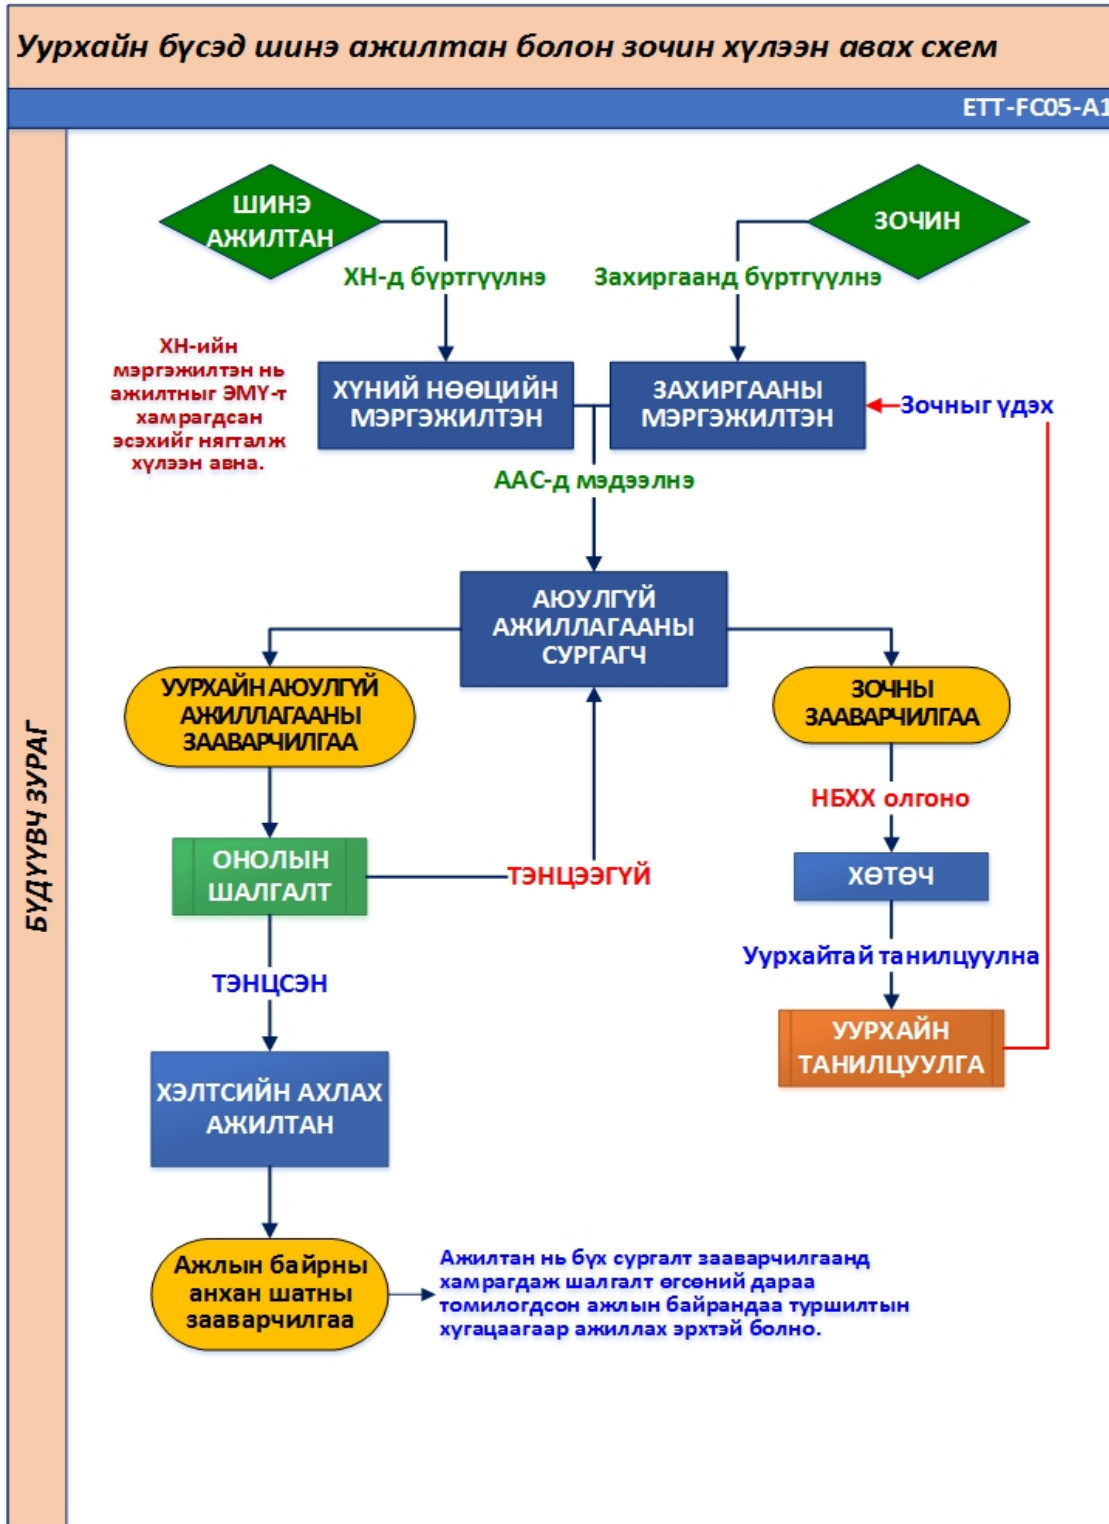 Уурхайн бүсэд шинэ ажилтан болон зочин хүлээн авах схем
ETT-FC05-A1
БҮДҮҮВЧ ЗУРАГ
ШИНЭ
АЖИЛТАН
ЗОЧИН
ХН-д бүртгүүлнэ
Захиргаанд бүртгүүлнэ
ХН-ийн
мэргэжилтэн нь
ажилтныг ЭМҮ-т
хамрагдсан
эсэхийг нягталж
хүлээн авна.
ХҮНИЙ НӨӨЦИЙН
МЭРГЭЖИЛТЭН
ЗАХИРГААНЫ
МЭРГЭЖИЛТЭН
Зочныг үдэх
ААС-д мэдээлнэ
АЮУЛГҮЙ
АЖИЛЛАГААНЫ
СУРГАГЧ
УУРХАЙН АЮУЛГҮЙ
АЖИЛЛАГААНЫ
ЗААВАРЧИЛГАА
ЗОЧНЫ
ЗААВАРЧИЛГАА
НБХХ олгоно
ОНОЛЫН
ШАЛГАЛТ
ТЭНЦЭЭГҮЙ
ХӨТӨЧ
ТЭНЦСЭН
Уурхайтай танилцуулна
УУРХАЙН
ТАНИЛЦУУЛГА
ХЭЛТСИЙН АХЛАХ
АЖИЛТАН
Ажлын байрны
анхан шатны
зааварчилгаа
Ажилтан нь бүх сургалт зааварчилгаанд
хамрагдаж шалгалт өгсөний дараа
томилогдсон ажлын байрандаа туршилтын
хугацаагаар ажиллах эрхтэй болно.